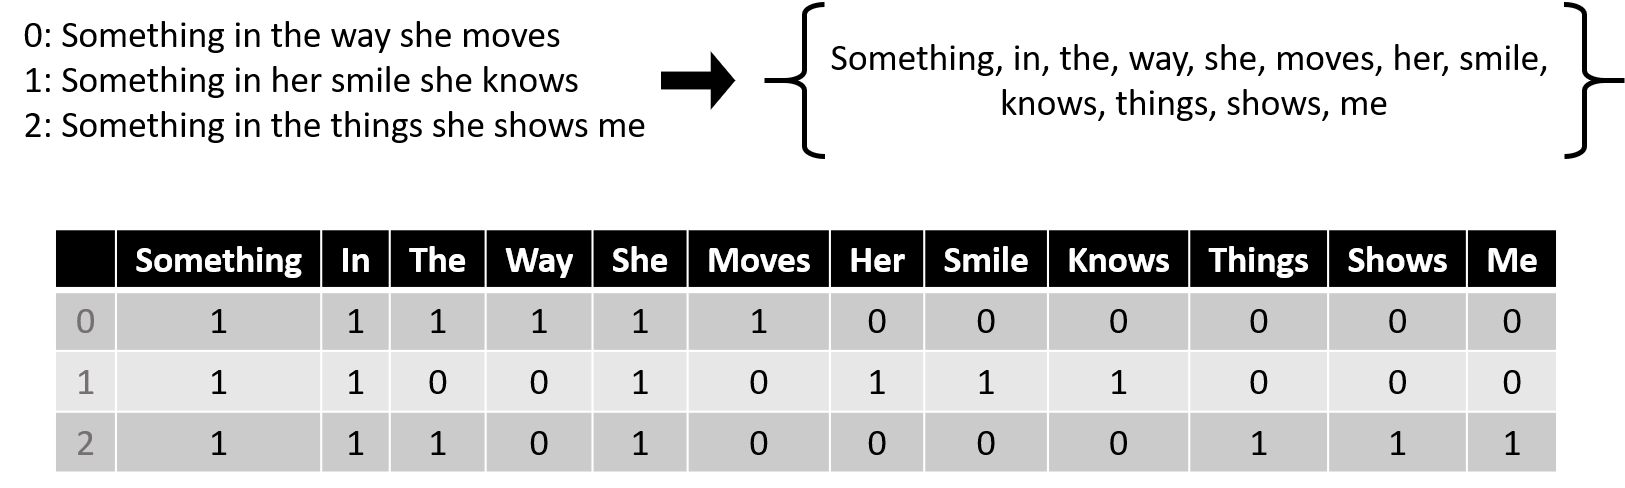 0: Something in the way she moves
1: Something in her smile she knows
2: Something in the things she shows me
Something, in, the, way, she, moves, her, smile,
knows, things, shows, me
Something In The Way She Moves Her Smile Knows Things Shows Me
0 1 1 1 1 1 1 0 0 0 0 0 0
1 1 1 0 0 1 0 1 1 1 0 0 0
2 1 1 1 0 1 0 0 0 0 1 1 1